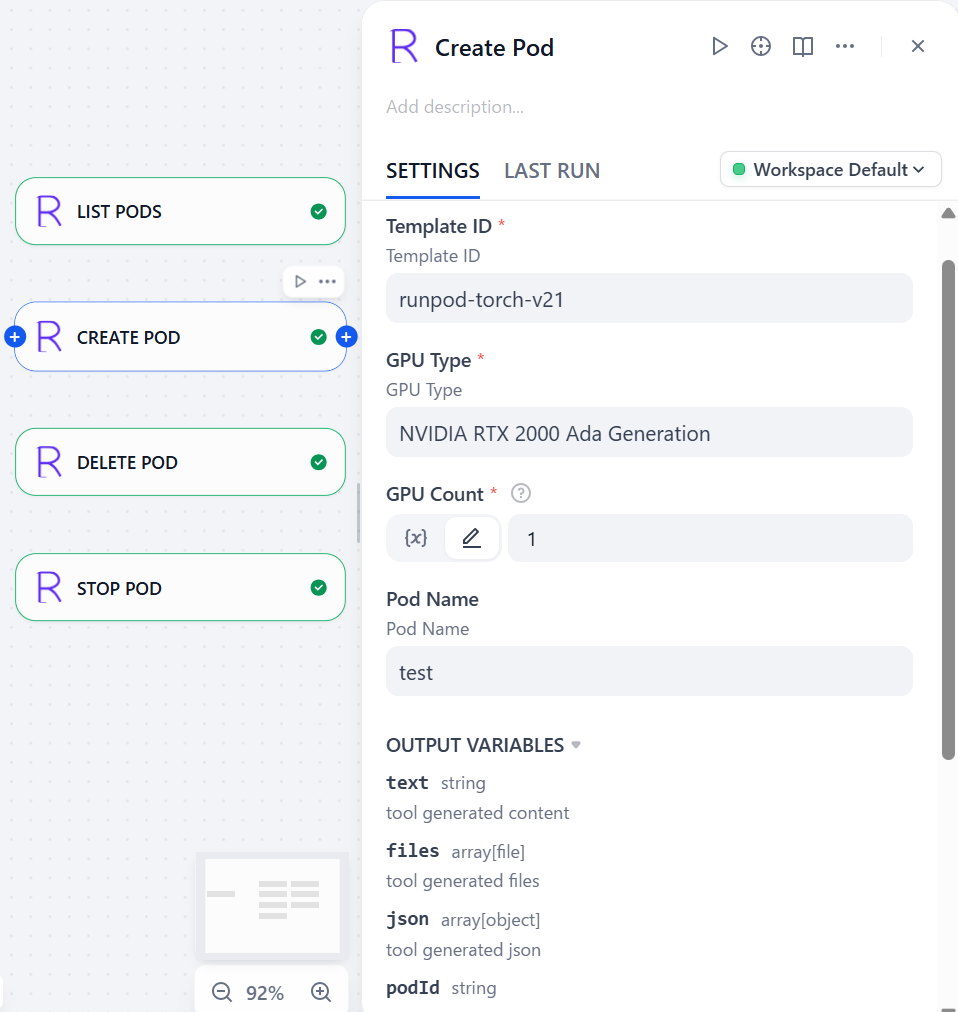 LIST PODS
CREATE POD
DELETE POD
STOP POD
92%
Create Pod
Add description...
SETTINGS LAST RUN
Workspace Default
Template ID *
Template ID
runpod-torch-v21
GPU Type *
GPU Type
NVIDIA RTX 2000 Ada Generation
GPU Count * ?
{x} 1
Pod Name
Pod Name
test
OUTPUT VARIABLES
text string
tool generated content
files array[file]
tool generated files
json array[object]
tool generated json
podId string